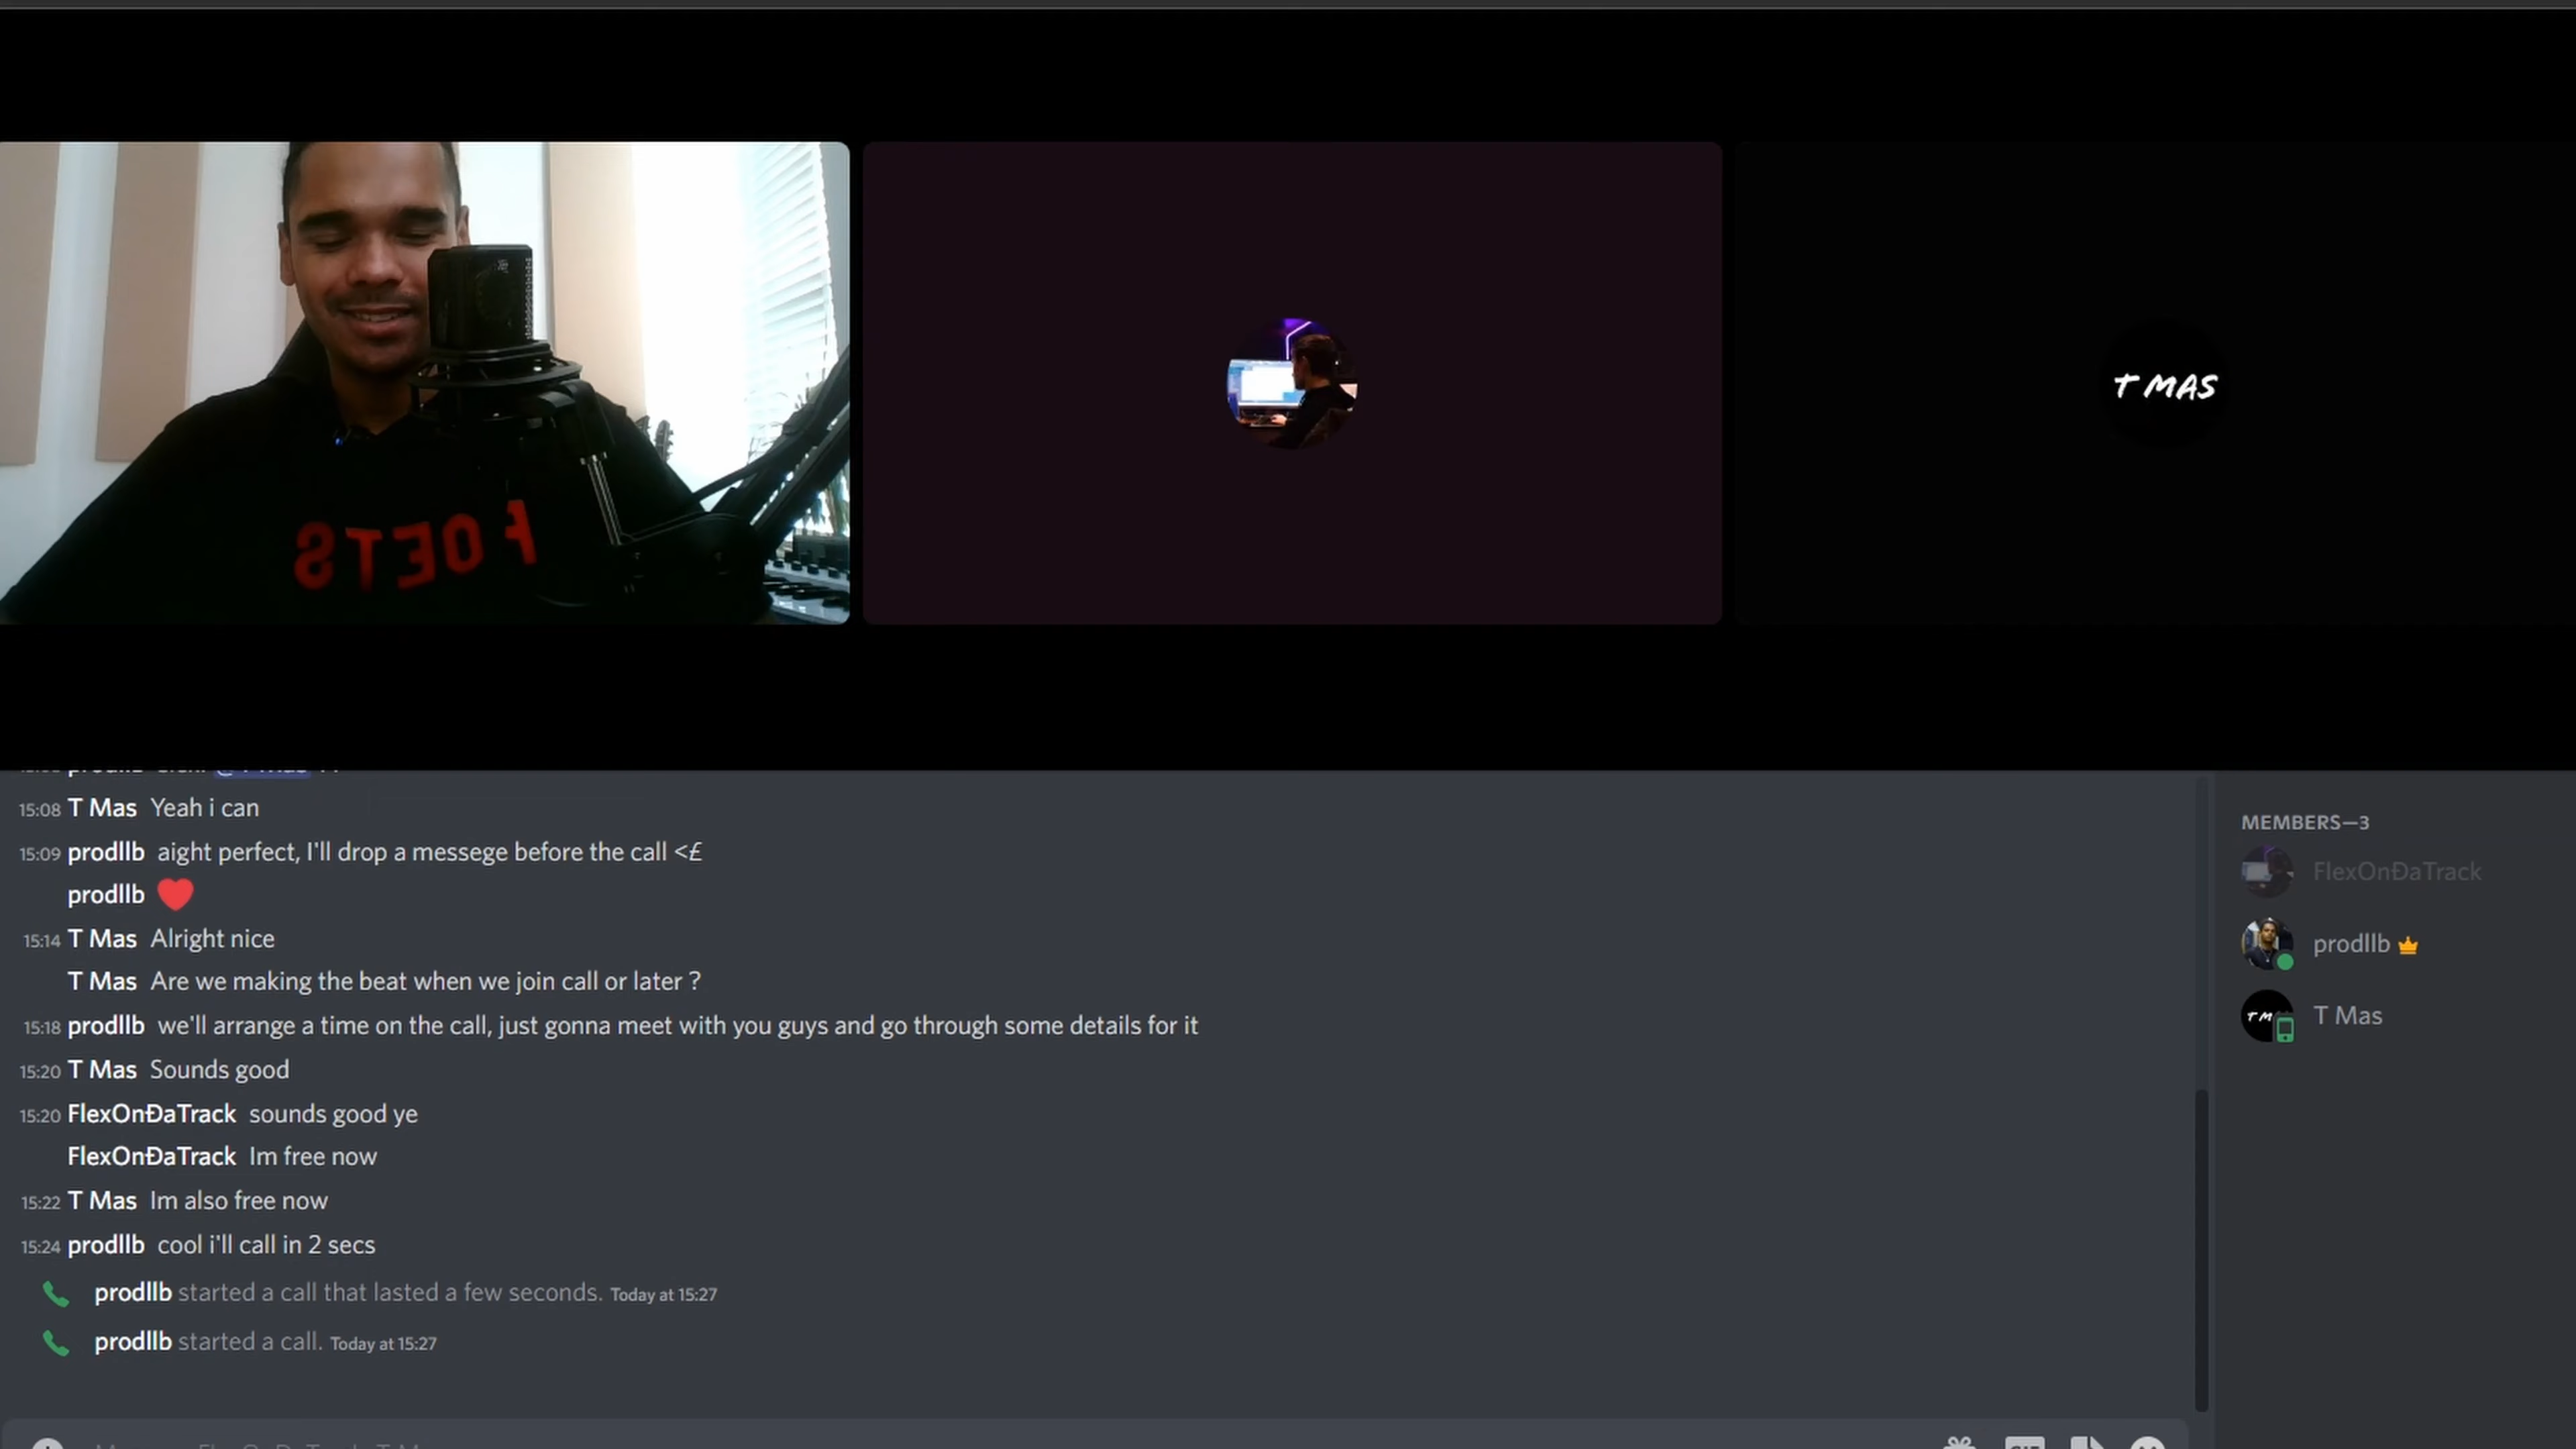 POETS
T MAS
15:08 T Mas Yeah i can
15:09 prodllb aight perfect, I'll drop a messege before the call <£
prodllb ❤️
15:14 T Mas Alright nice
T Mas Are we making the beat when we join call or later ?
15:18 prodllb we'll arrange a time on the call, just gonna meet with you guys and go through some details for it
15:20 T Mas Sounds good
15:20 FlexOnĐaTrack sounds good ye
FlexOnĐaTrack Im free now
15:22 T Mas Im also free now
15:24 prodllb cool i'll call in 2 secs
prodllb started a call that lasted a few seconds. Today at 15:27
prodllb started a call. Today at 15:27
MEMBERS—3
FlexOnĐaTrack
prodllb
T M
T Mas